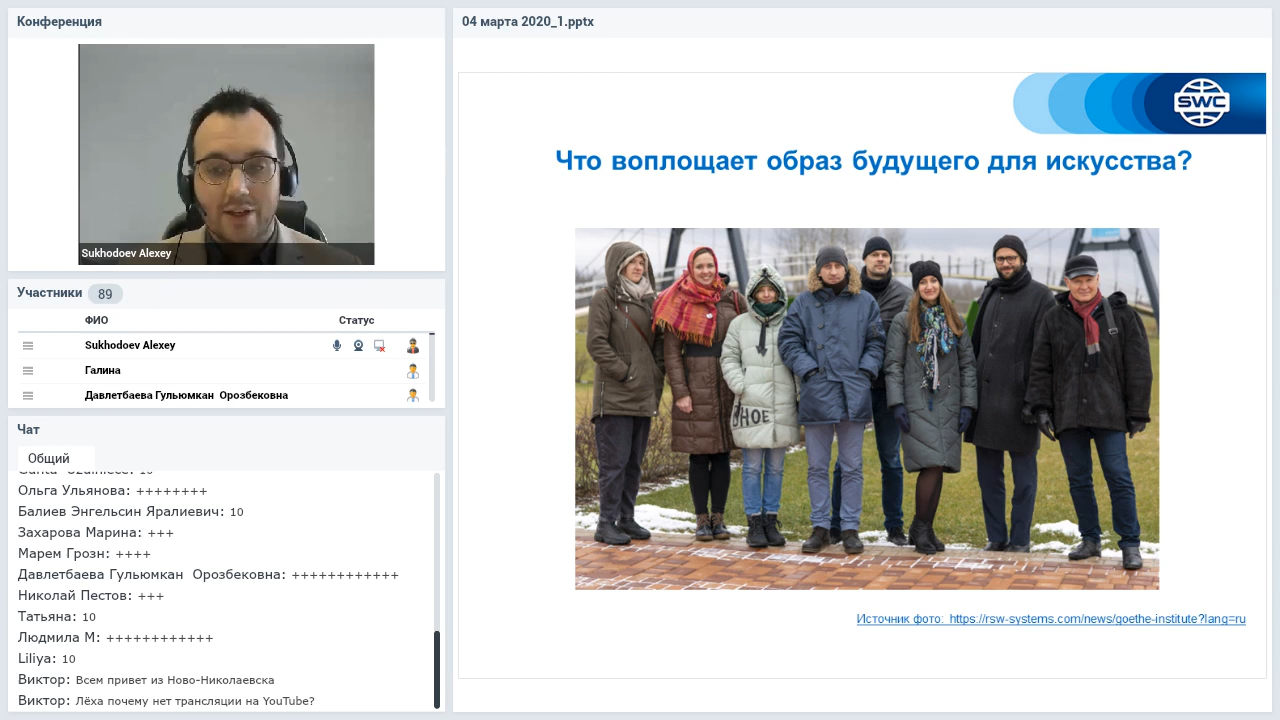 Конференция
Sukhodoev Alexey
Участники 89
ФИО Статус
Sukhodoev Alexey
Галина
Давлетбаева Гульюмкан Орозбековна
Чат
Общий
Ольга Ульянова: ++++++++
Балиев Энгельсин Яралиевич: 10
Захарова Марина: +++
Марем Грозн: ++++
Давлетбаева Гульюмкан Орозбековна: ++++++++++++
Николай Пестов: +++
Татьяна: 10
Людмила М: ++++++++++++
Liliya: 10
Виктор: Всем привет из Ново-Николаевска
Виктор: Лёха почему нет трансляции на YouTube?
04 марта 2020_1.pptx
SWC
Что воплощает образ будущего для искусства?
Источник фото: https://rsw-systems.com/news/goethe-institute?lang=ru